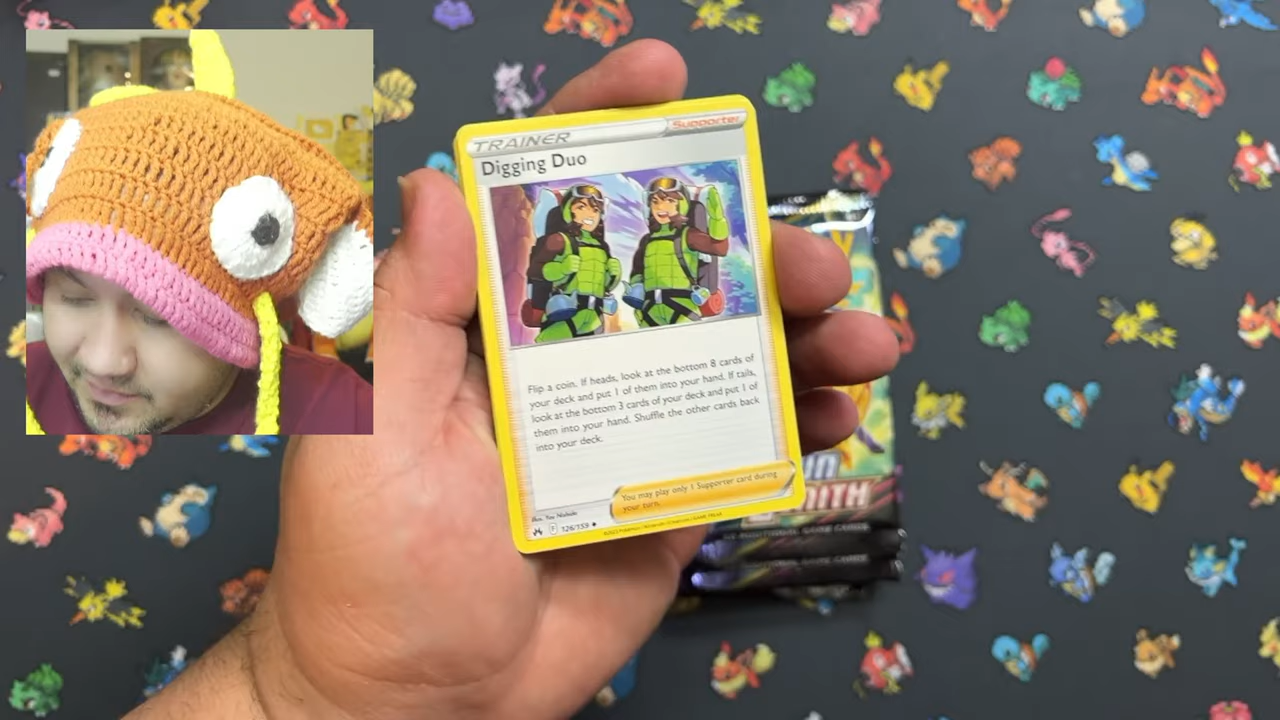 TRAINER
Supporter
Digging Duo
Flip a coin. If heads, look at the bottom 8 cards of
your deck and put 1 of them into your hand. If tails,
look at the bottom 3 cards of your deck and put 1 of
them into your hand. Shuffle the other cards back
into your deck.
You may play only 1 Supporter card during
your turn.
126/159